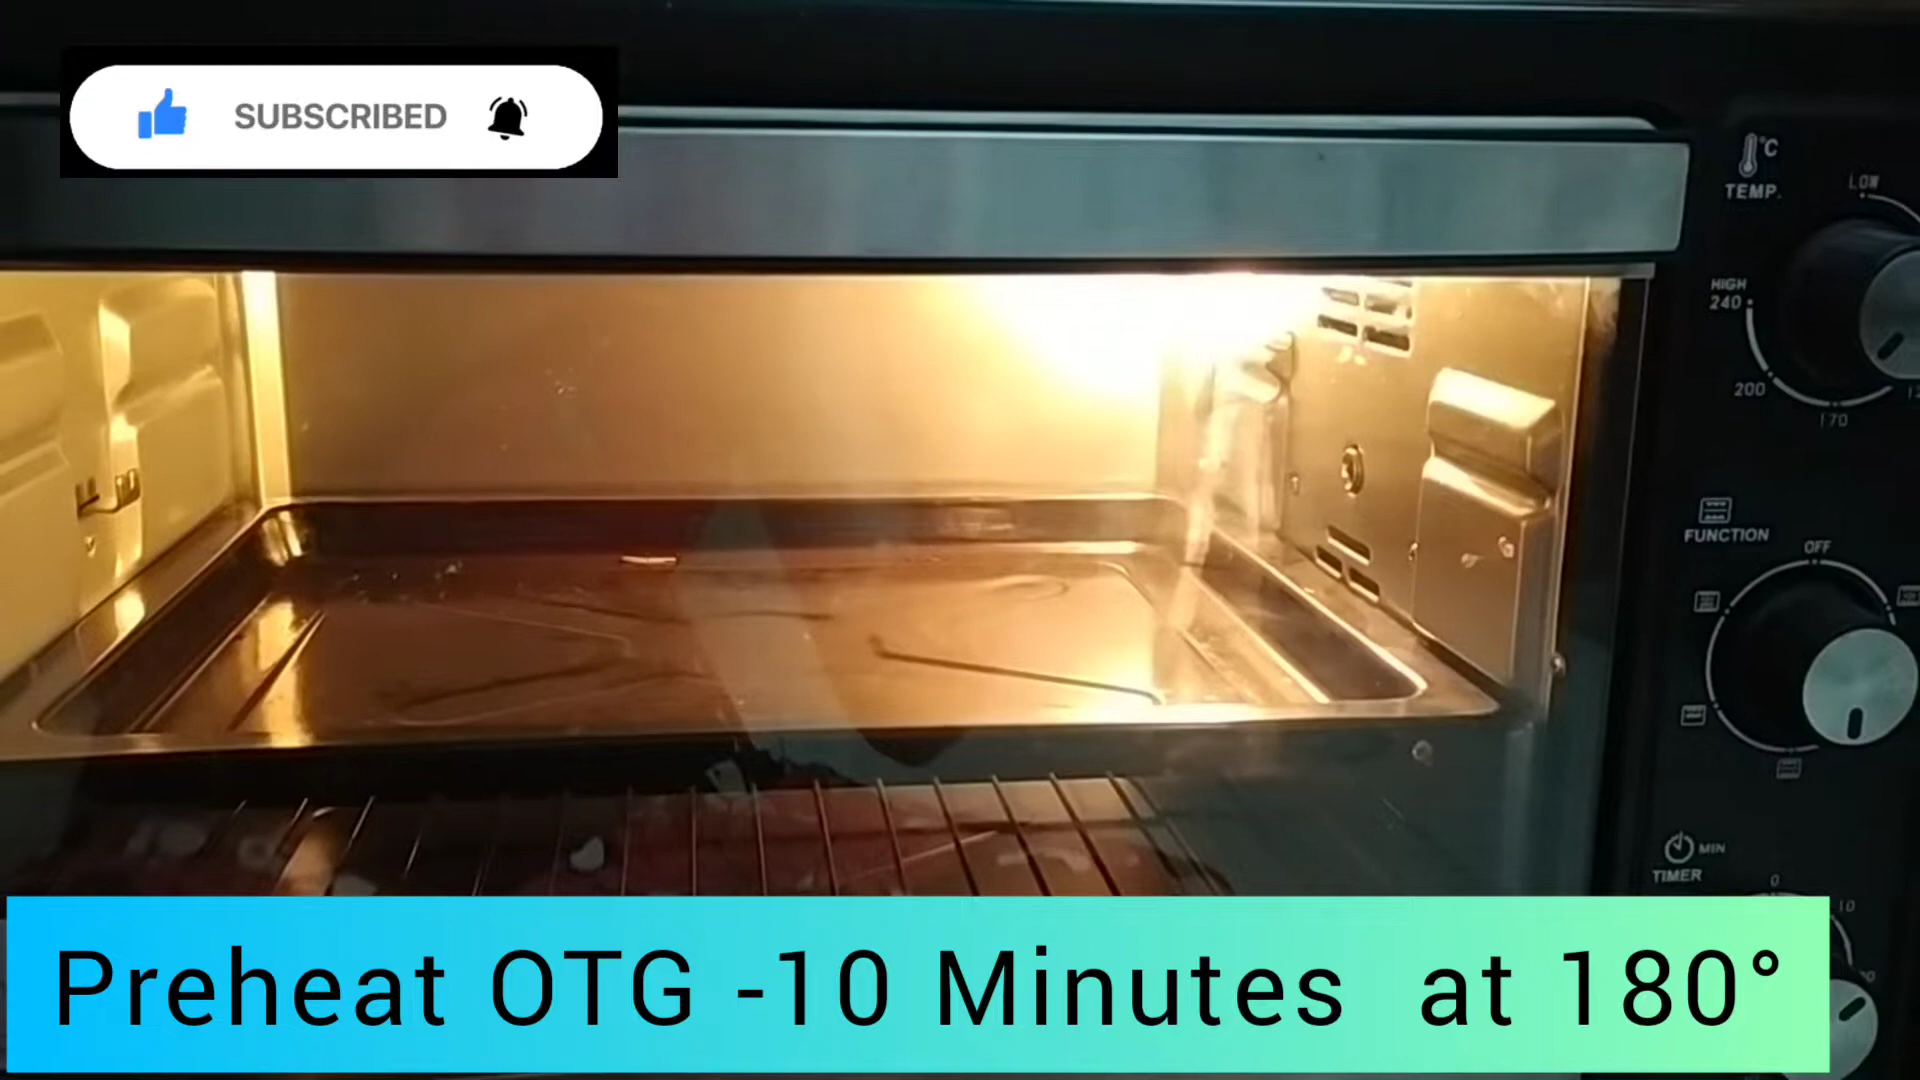 SUBSCRIBED
°C
TEMP.
LOW
HIGH
240
200
170
FUNCTION
OFF
MIN
TIMER
0
10
Preheat OTG -10 Minutes at 180°